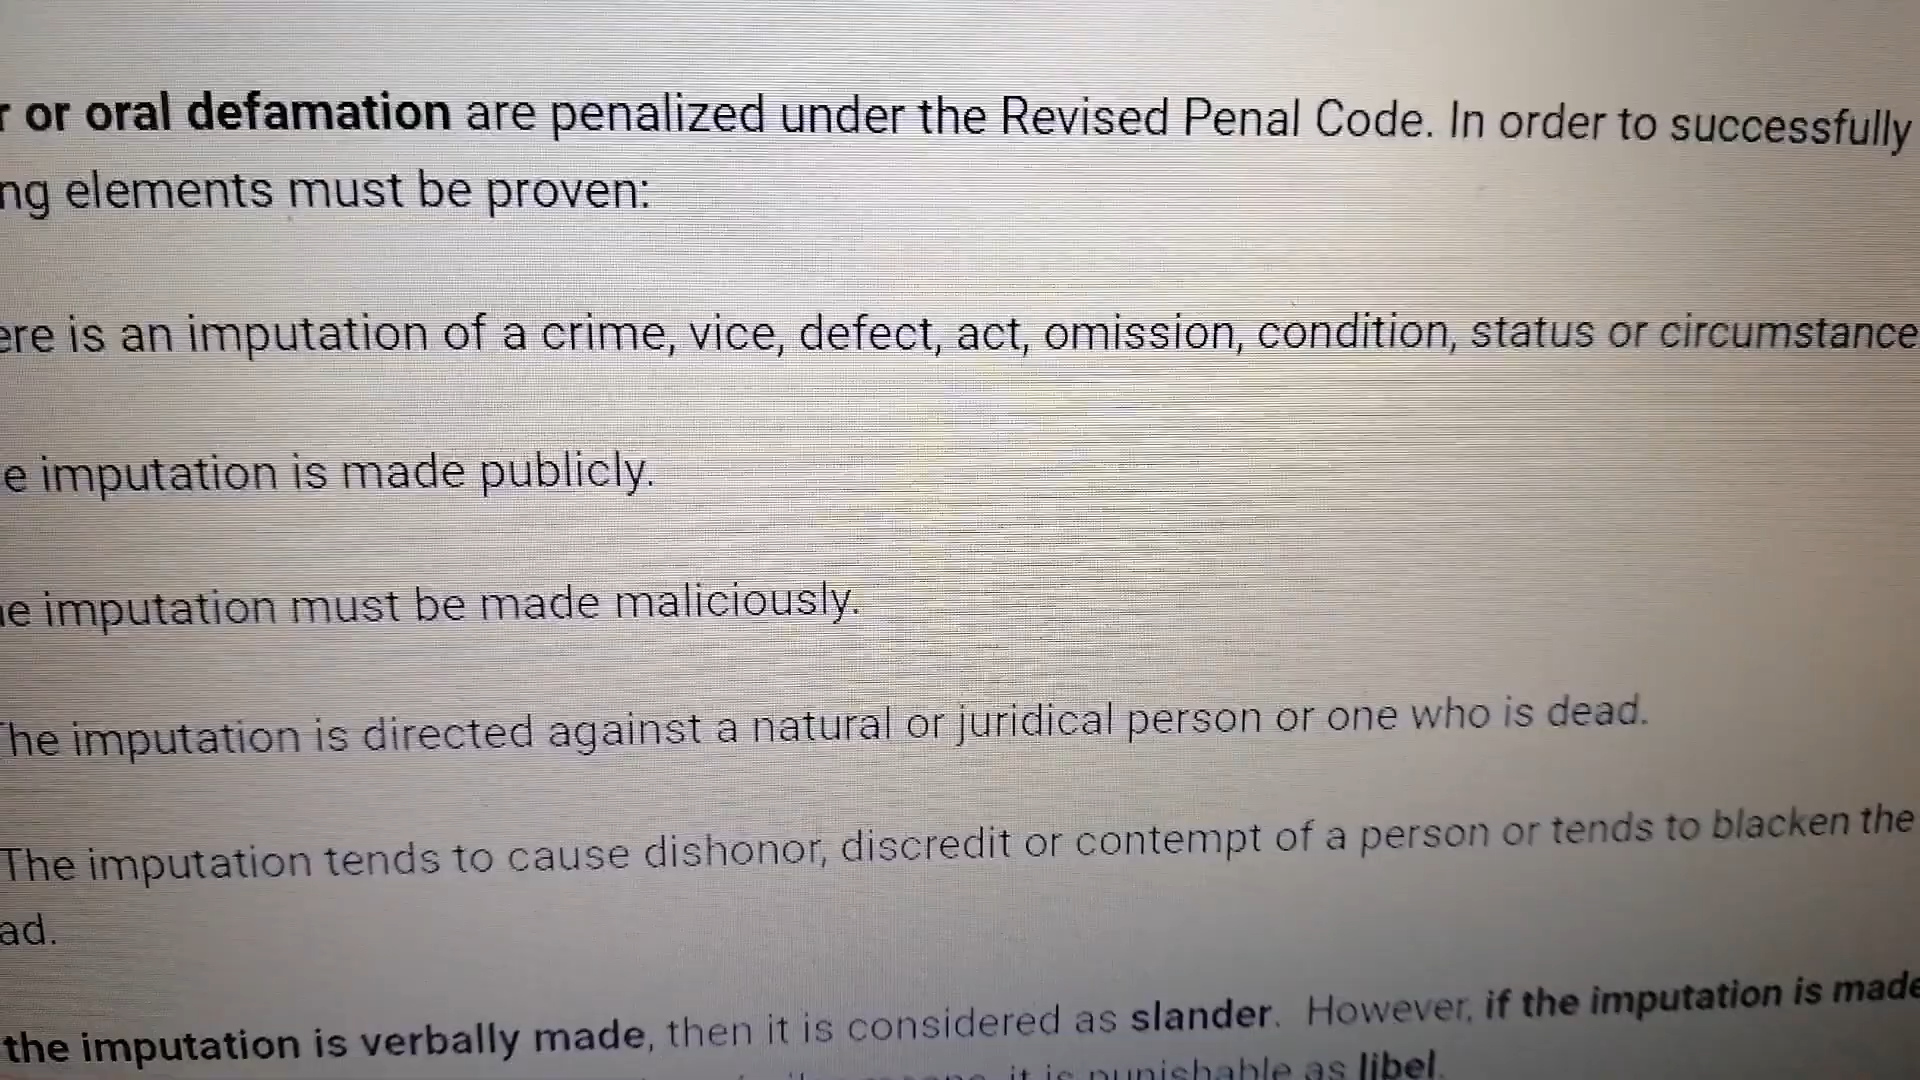 or oral defamation are penalized under the Revised Penal Code. In order to successfully
elements must be proven:
is an imputation of a crime, vice, defect, act, omission, condition, status or circumstance
imputation is made publicly.
imputation must be made maliciously.
The imputation is directed against a natural or juridical person or one who is dead.
The imputation tends to cause dishonor, discredit or contempt of a person or tends to blacken the
the imputation is verbally made, then it is considered as slander. However, if the imputation is made
it is punishable as libel.